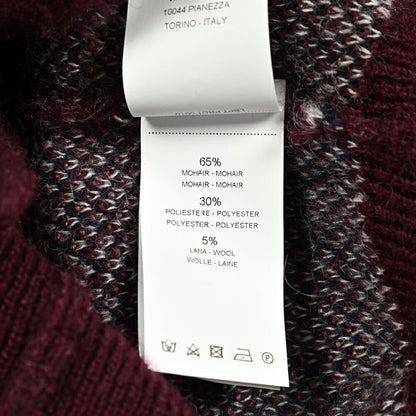 10044 PIANEZZA
TORINO - ITALY
65%
MOHAIR - MOHAIR
MOHAIR - MOHAIR
30%
POLIESTERE - POLYESTER
POLYESTER - POLYESTER
5%
LANA - WOOL
WOLLE - LAINE
P